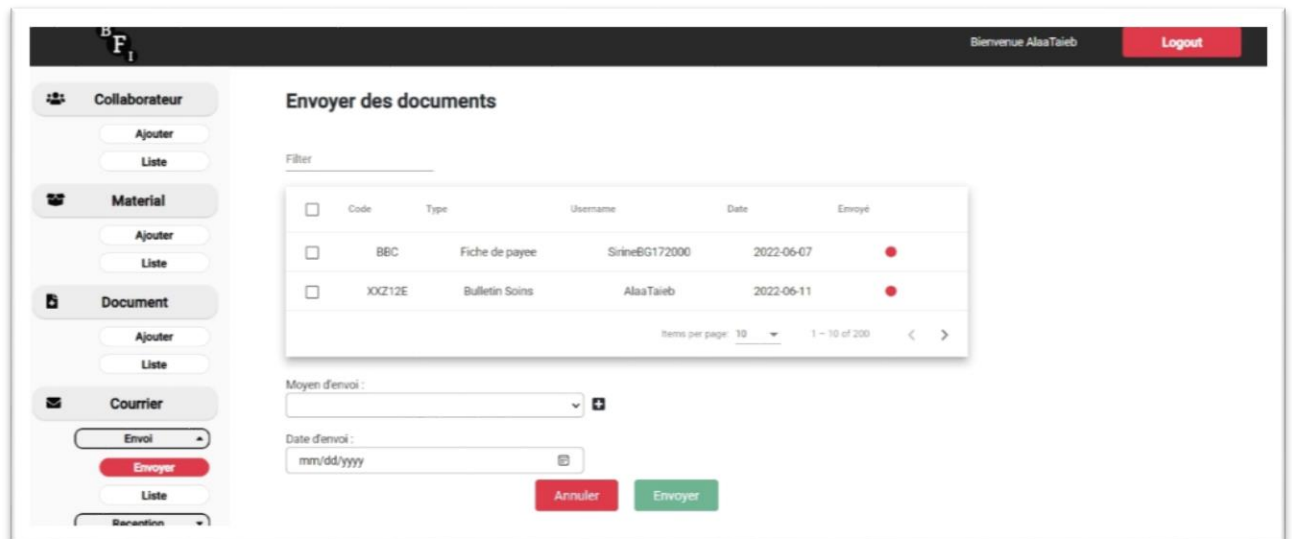 B F I
Bienvenue AlaaTaieb
Logout
Collaborateur
Ajouter
Liste
Material
Ajouter
Liste
Document
Ajouter
Liste
Courrier
Envoi
Envoyer
Liste
Reception
Envoyer des documents
Filter
Code Type Username Date Envoyé
BBC Fiche de payee SirineBG172000 2022-06-07
XXZ12E Bulletin Soins AlaaTaieb 2022-06-11
Items per page: 10 1 – 10 of 200
Moyen d'envoi :
Date d'envoi :
mm/dd/yyyy
Annuler Envoyer